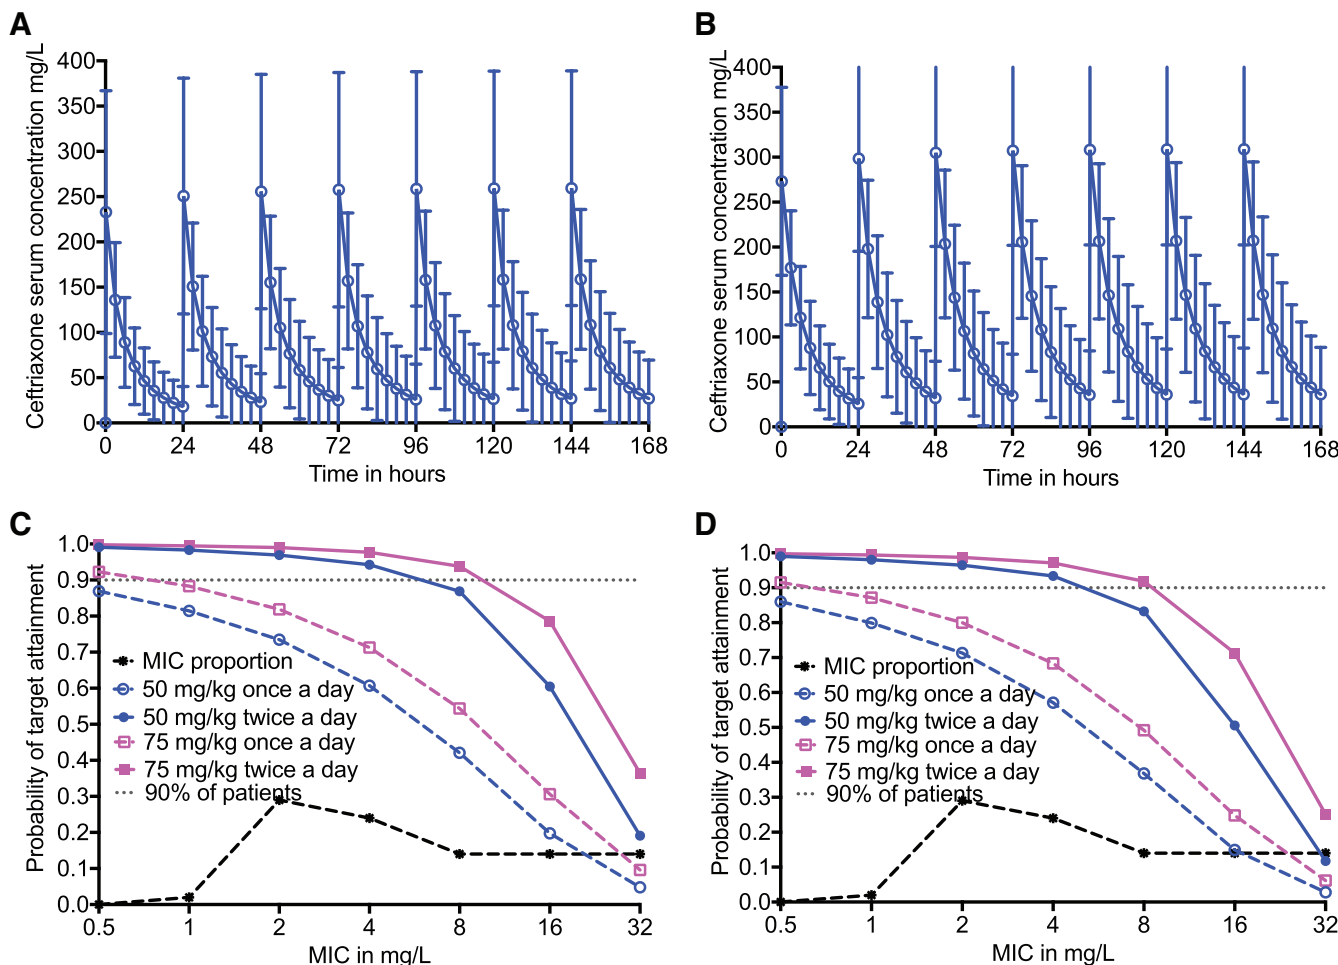 A
Ceftriaxone serum concentration mg/L
400
350
300
250
200
150
100
50
0
0 24 48 72 96 120 144 168
Time in hours
B
Ceftriaxone serum concentration mg/L
400
350
300
250
200
150
100
50
0
0 24 48 72 96 120 144 168
Time in hours
C
Probability of target attainment
1.0
0.9
0.8
0.7
0.6
0.5
0.4
0.3
0.2
0.1
0.0
MIC proportion
50 mg/kg once a day
50 mg/kg twice a day
75 mg/kg once a day
75 mg/kg twice a day
90% of patients
0.5 1 2 4 8 16 32
MIC in mg/L
D
Probability of target attainment
1.0
0.9
0.8
0.7
0.6
0.5
0.4
0.3
0.2
0.1
0.0
MIC proportion
50 mg/kg once a day
50 mg/kg twice a day
75 mg/kg once a day
75 mg/kg twice a day
90% of patients
0.5 1 2 4 8 16 32
MIC in mg/L